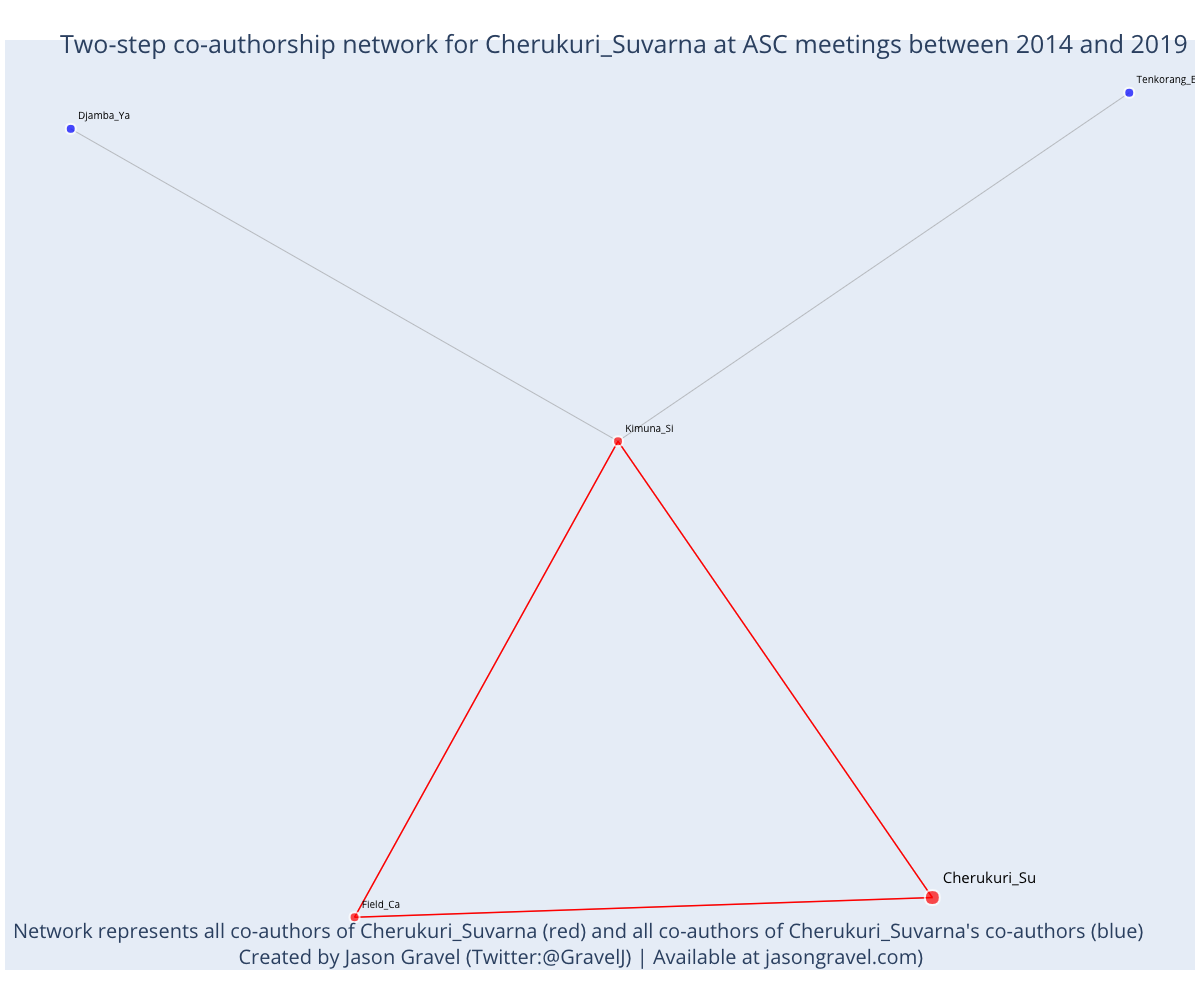 Two-step co-authorship network for Cherukuri_Suvarna at ASC meetings between 2014 and 2019
Tenkorang_E
Djamba_Ya
Kimuna_Si
Cherukuri_Su
Field_Ca
Network represents all co-authors of Cherukuri_Suvarna (red) and all co-authors of Cherukuri_Suvarna's co-authors (blue)
Created by Jason Gravel (Twitter:@GravelJ) | Available at jasongravel.com)